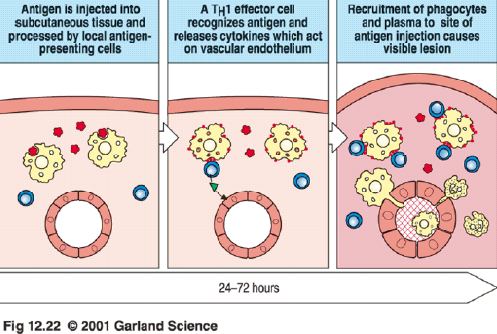 Antigen is injected into
subcutaneous tissue and
processed by local antigen-
presenting cells
A TH1 effector cell
recognizes antigen and
releases cytokines which act
on vascular endothelium
Recruitment of phagocytes
and plasma to site of
antigen injection causes
visible lesion
24–72 hours
Fig 12.22 © 2001 Garland Science